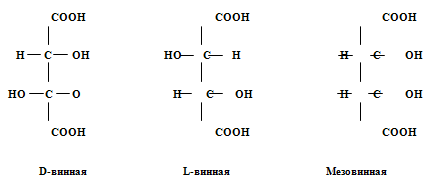 COOH COOH COOH
H — C — OH HO — C — H H — C — OH
HO — C — O H — C — OH H — C — OH
COOH COOH COOH
D-винная L-винная Мезовинная